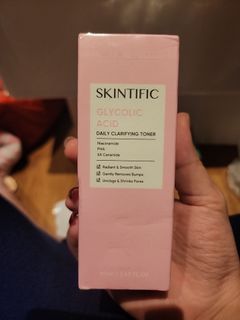 SKINTIFIC
GLYCOLIC
ACID
DAILY CLARIFYING TONER
Niacinamide
PHA
5X Ceramide
Radiant & Smooth Skin
Gently Removes Bumps
Unclogs & Shrinks Pores